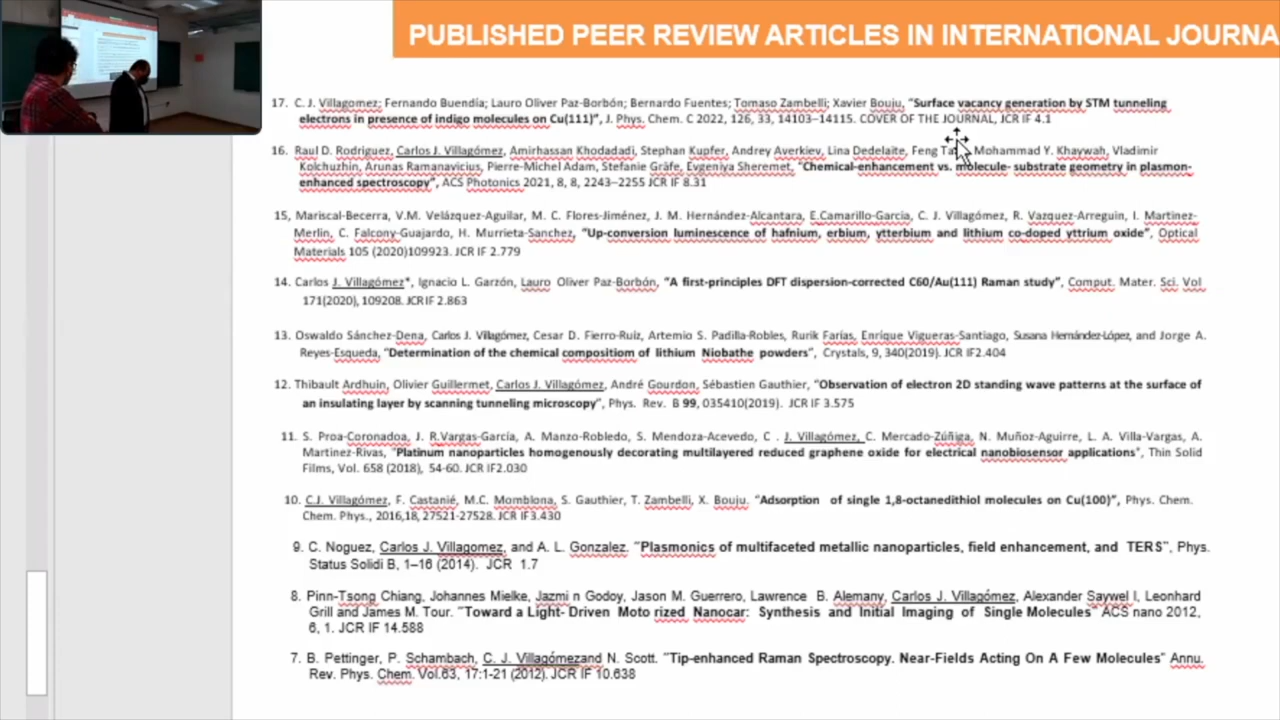 PUBLISHED PEER REVIEW ARTICLES IN INTERNATIONAL JOURNA
17. C. J. Villagomez; Fernando Buendía; Lauro Oliver Paz-Borbón; Bernardo Fuentes; Tomaso Zambelli; Xavier Bouju, "Surface vacancy generation by STM tunneling
electrons in presence of indigo molecules on Cu(111)", J. Phys. Chem. C 2022, 126, 33, 14103–14115. COVER OF THE JOURNAL, JCR IF 4.1
16. Raul D. Rodriguez, Carlos J. Villagómez, Amirhassan Khodadadi, Stephan Kupfer, Andrey Averkiev, Lina Dedelaite, Feng Mohammad Y. Khaywah, Vladimir
Kolchuzhin, Arunas Ramanavicius, Pierre-Michel Adam, Stefanie Gräfe, Evgeniya Sheremet, "Chemical-enhancement vs. molecule- substrate geometry in plasmon-
enhanced spectroscopy", ACS Photonics 2021, 8, 8, 2243–2255 JCR IF 8.31
15, Mariscal-Becerra, V.M. Velázquez-Aguilar, M. C. Flores-Jiménez, J. M. Hernández-Alcantara, E.Camarillo-Garcia, C. J. Villagómez, R. Vazquez-Arreguin, I. Martinez-
Merlin, C. Falcony-Guajardo, H. Murrieta-Sanchez, "Up-conversion luminescence of hafnium, erbium, ytterbium and lithium co-doped yttrium oxide", Optical
Materials 105 (2020)109923. JCR IF 2.779
14. Carlos J. Villagómez*, Ignacio L. Garzón, Lauro Oliver Paz-Borbón, "A first-principles DFT dispersion-corrected C60/Au(111) Raman study", Comput. Mater. Sci. Vol
171(2020), 109208. JCR IF 2.863
13. Oswaldo Sánchez-Dena, Carlos J. Villagómez, Cesar D. Fierro-Ruíz, Artemio S. Padilla-Robles, Rurik Farías, Enrique Vigueras-Santiago, Susana Hernández-López, and Jorge A.
Reyes-Esqueda, "Determination of the chemical compositiom of lithium Niobathe powders", Crystals, 9, 340(2019). JCR IF2.404
12. Thibault Ardhuin, Olivier Guillermet, Carlos J. Villagómez, André Gourdon, Sébastien Gauthier, "Observation of electron 2D standing wave patterns at the surface of
an insulating layer by scanning tunneling microscopy", Phys. Rev. B 99, 035410(2019). JCR IF 3.575
11. S. Proa-Coronadoa, J. R.Vargas-García, A. Manzo-Robledo, S. Mendoza-Acevedo, C . J. Villagómez, C. Mercado-Zúñiga, N. Muñoz-Aguirre, L. A. Villa-Vargas, A.
Martinez-Rivas, "Platinum nanoparticles homogenously decorating multilayered reduced graphene oxide for electrical nanobiosensor applications", Thin Solid
Films, Vol. 658 (2018), 54-60. JCR IF2.030
10. C.J. Villagómez, F. Castanié, M.C. Momblona, S. Gauthier, T. Zambelli, X. Bouju. "Adsorption of single 1,8-octanedithiol molecules on Cu(100)", Phys. Chem.
Chem. Phys., 2016,18, 27521-27528. JCR IF3.430
9. C. Noguez, Carlos J. Villagomez, and A. L. Gonzalez. "Plasmonics of multifaceted metallic nanoparticles, field enhancement, and TERS", Phys.
Status Solidi B, 1–16 (2014). JCR 1.7
8. Pinn-Tsong Chiang, Johannes Mielke, Jazmi n Godoy, Jason M. Guerrero, Lawrence B. Alemany, Carlos J. Villagómez, Alexander Saywel l, Leonhard
Grill and James M. Tour. "Toward a Light- Driven Moto rized Nanocar: Synthesis and Initial Imaging of Single Molecules" ACS nano 2012,
6, 1. JCR IF 14.588
7. B. Pettinger, P. Schambach, C. J. Villagómezand N. Scott. "Tip-enhanced Raman Spectroscopy. Near-Fields Acting On A Few Molecules" Annu.
Rev. Phys. Chem. Vol.63, 17:1-21 (2012). JCR IF 10.638